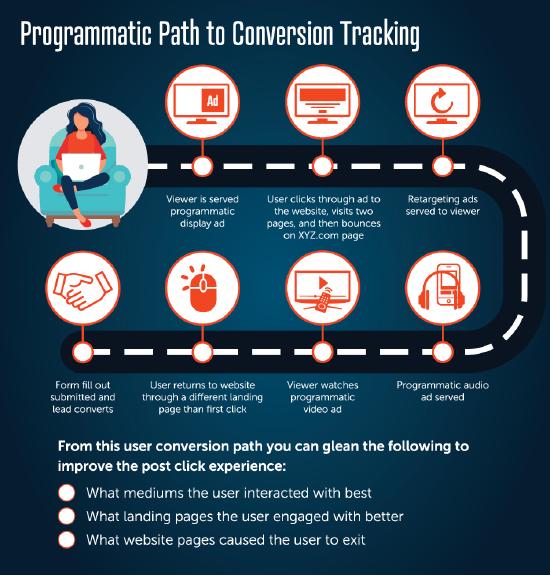 Programmatic Path to Conversion Tracking
Ad
Viewer is served
programmatic
display ad
User clicks through ad to
the website, visits two
pages, and then bounces
on XYZ.com page
Retargeting ads
served to viewer
Programmatic audio
ad served
Viewer watches
programmatic
video ad
User returns to website
through a different landing
page than first click
Form fill out
submitted and
lead converts
From this user conversion path you can glean the following to
improve the post click experience:
What mediums the user interacted with best
What landing pages the user engaged with better
What website pages caused the user to exit